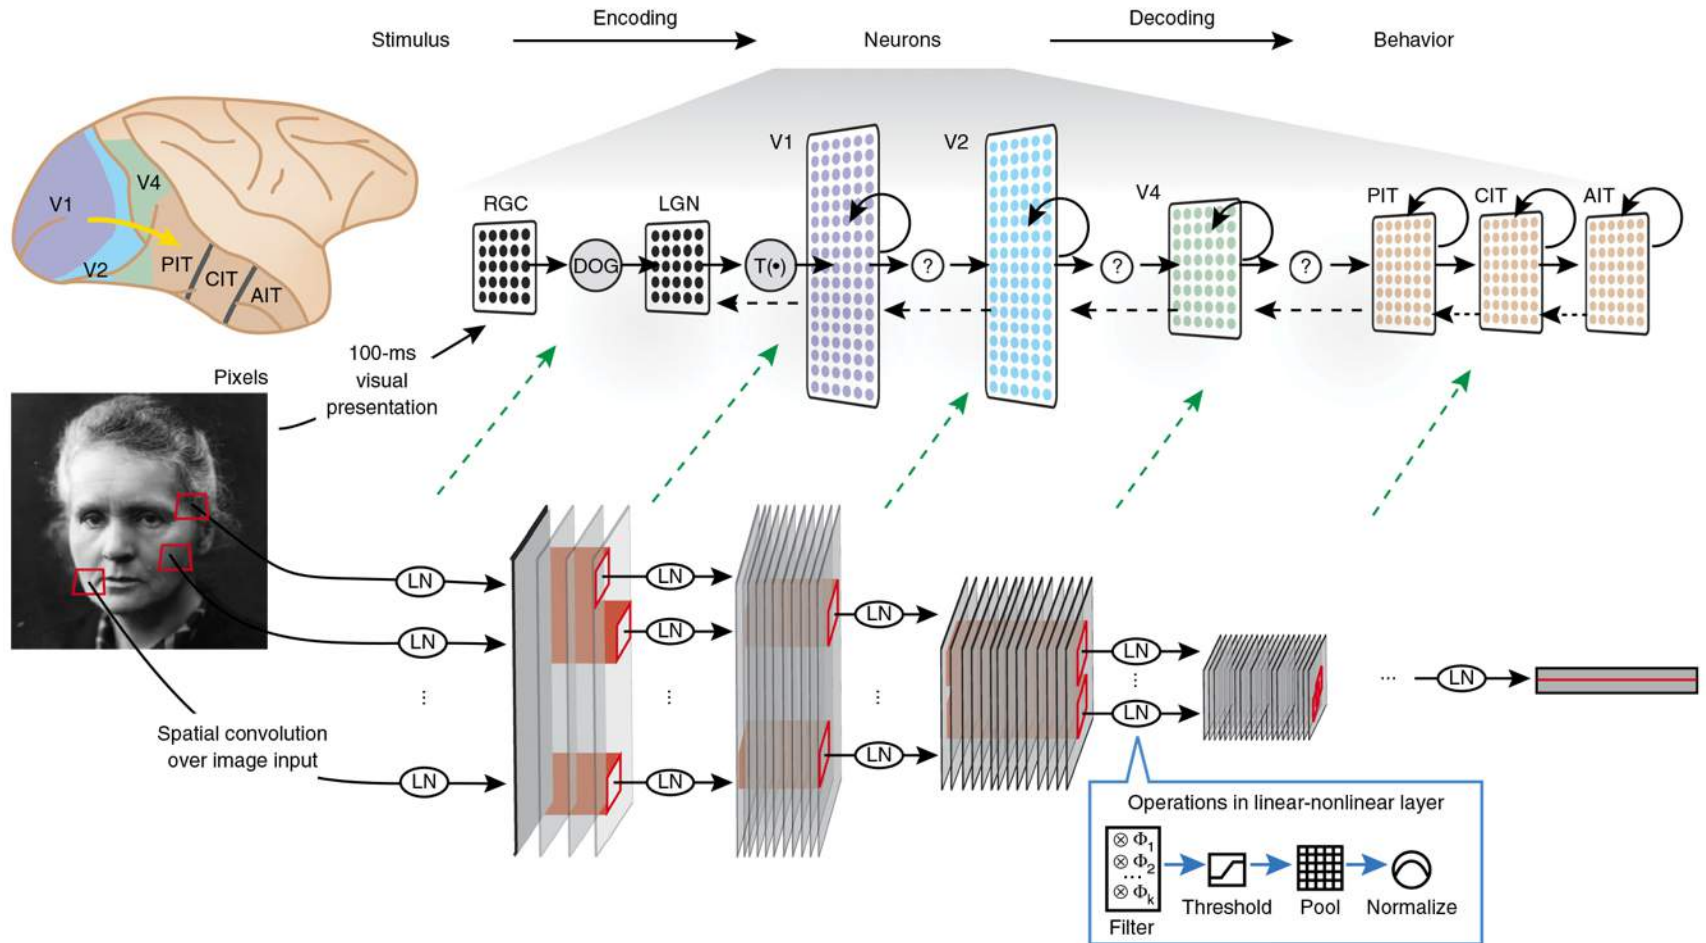 Encoding
Decoding
Stimulus
Neurons
Behavior
V1
V2
V4
RGC
LGN
PIT
CIT
AIT
DOG
T(•)
?
?
?
V1
V4
V2
PIT
CIT
AIT
100-ms
visual
presentation
Pixels
LN
LN
LN
LN
LN
LN
...
...
...
...
...
LN
LN
LN
LN
LN
LN
Spatial convolution
over image input
Operations in linear-nonlinear layer
⊗ Φ1
⊗ Φ2
...
⊗ Φk
Threshold
Pool
Normalize
Filter